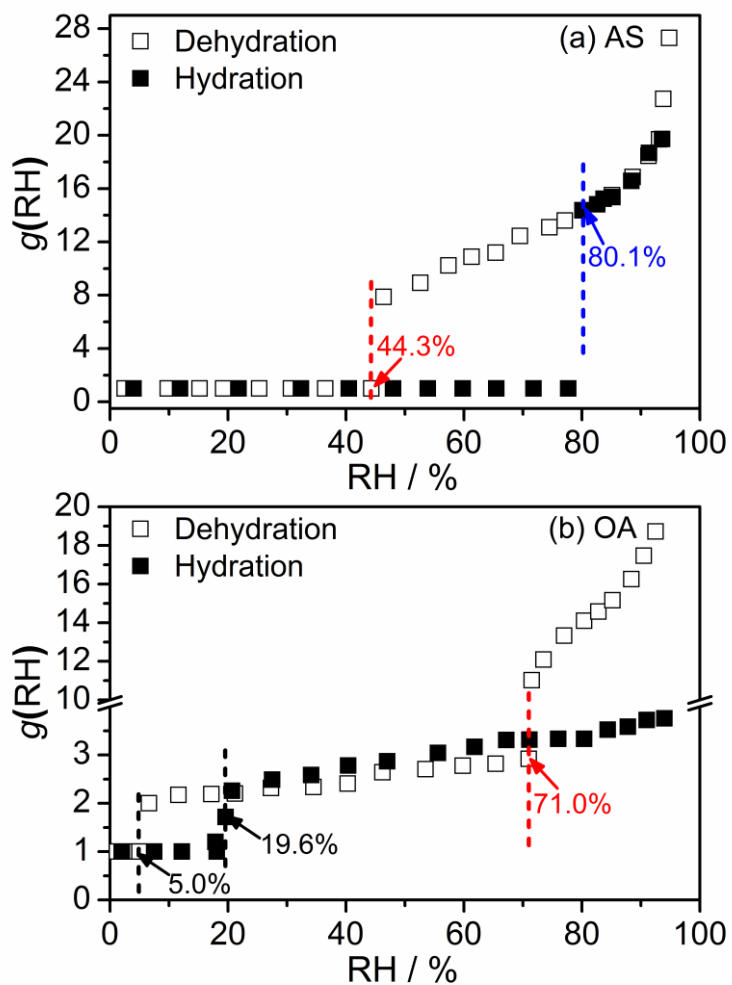 (a) AS
Dehydration
Hydration
28
24
20
16
12
8
4
0
g(RH)
80.1%
44.3%
0 20 40 60 80 100
RH / %
(b) OA
Dehydration
Hydration
20
18
16
14
12
10
3
2
1
0
g(RH)
71.0%
19.6%
5.0%
0 20 40 60 80 100
RH / %